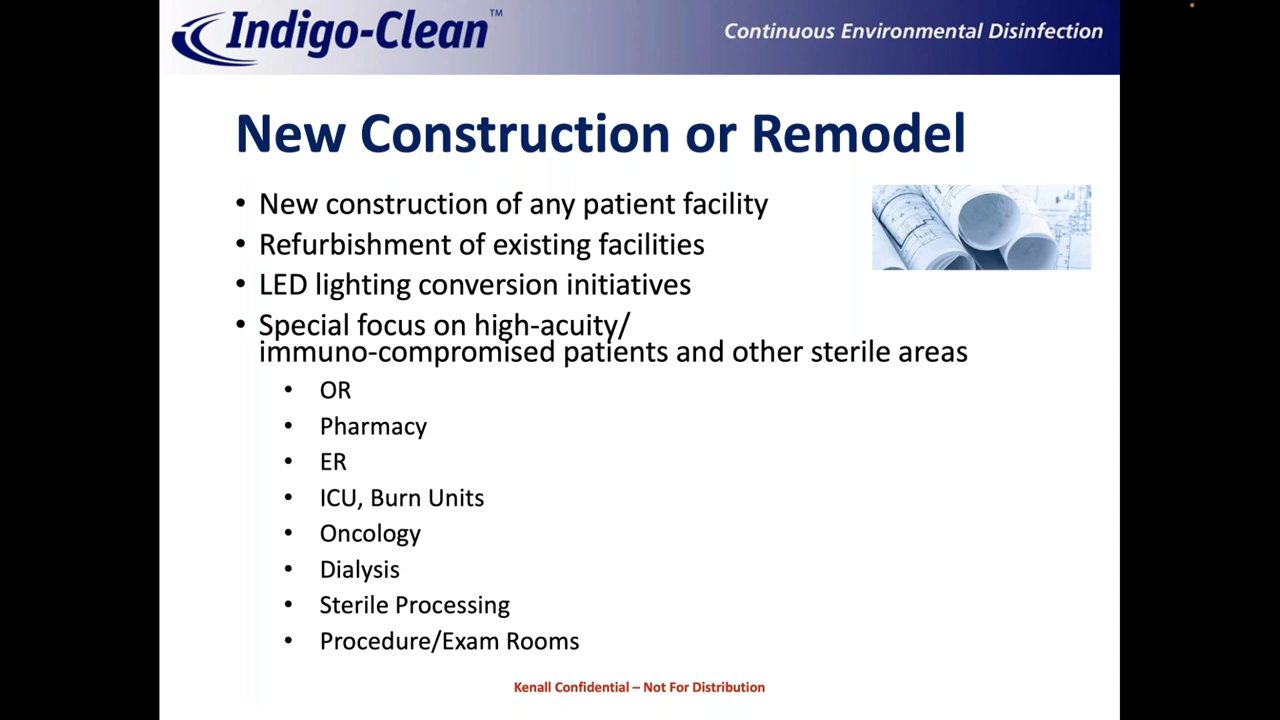 Indigo-Clean™
Continuous Environmental Disinfection
New Construction or Remodel
• New construction of any patient facility
• Refurbishment of existing facilities
• LED lighting conversion initiatives
• Special focus on high-acuity/
immuno-compromised patients and other sterile areas
• OR
• Pharmacy
• ER
• ICU, Burn Units
• Oncology
• Dialysis
• Sterile Processing
• Procedure/Exam Rooms
Kenall Confidential – Not For Distribution